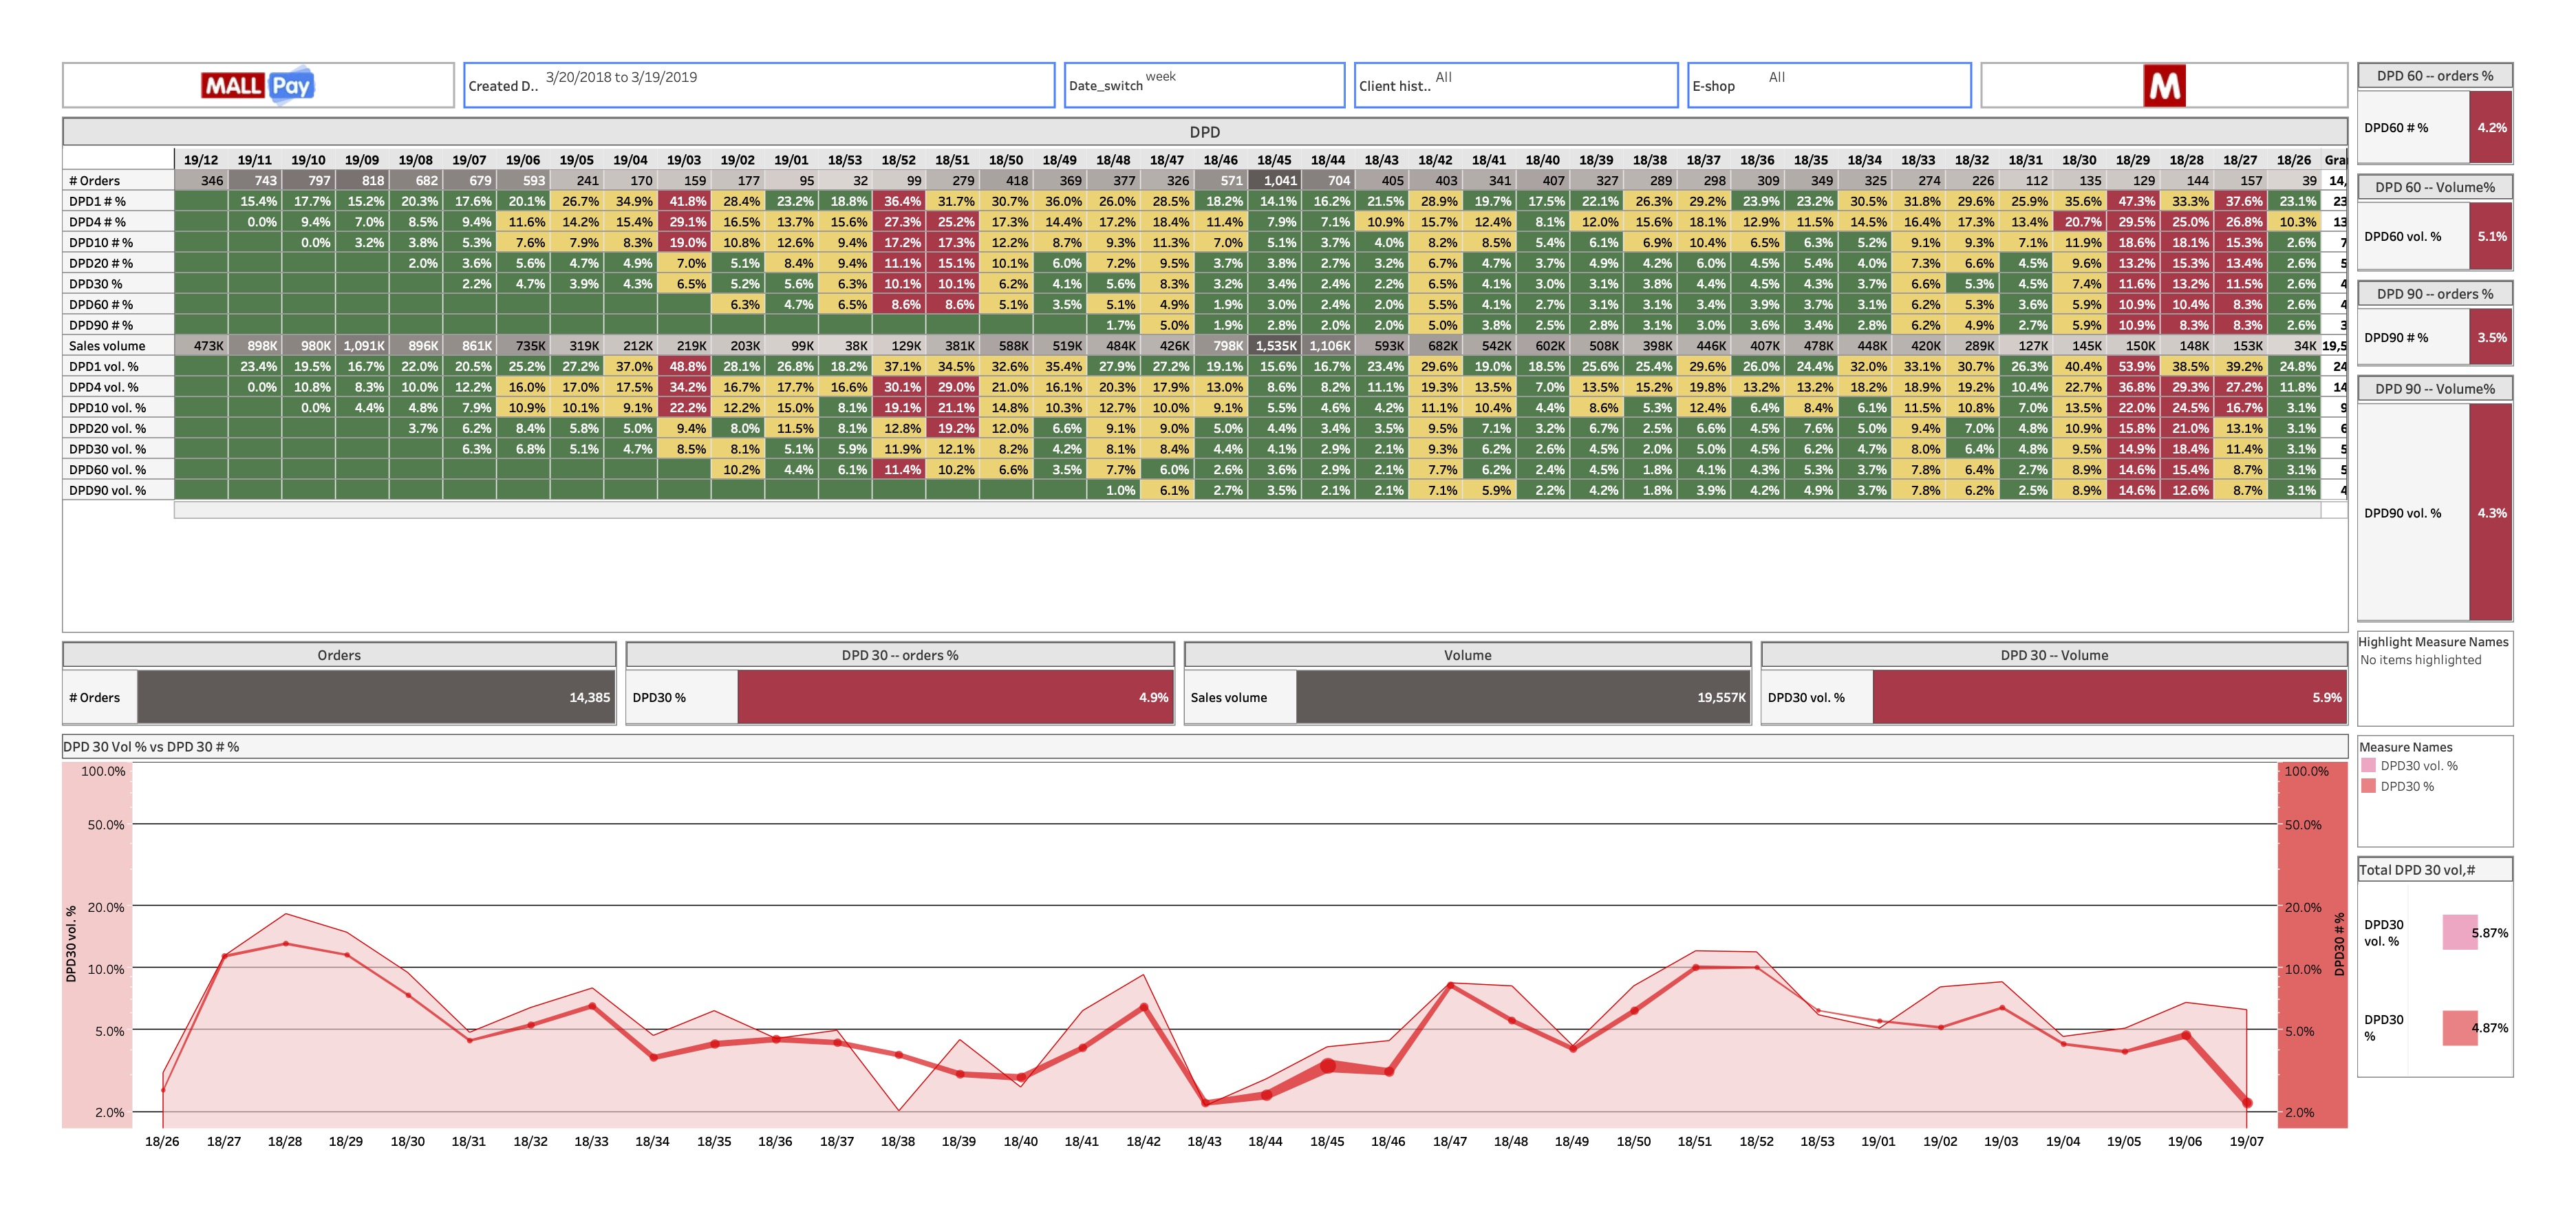 MALL Pay
Created D.. 3/20/2018 to 3/19/2019
Date_switch week
Client hist.. All
E-shop All
M
DPD 60 -- orders %
DPD60 # % 4.2%
DPD
19/12 19/11 19/10 19/09 19/08 19/07 19/06 19/05 19/04 19/03 19/02 19/01 18/53 18/52 18/51 18/50 18/49 18/48 18/47 18/46 18/45 18/44 18/43 18/42 18/41 18/40 18/39 18/38 18/37 18/36 18/35 18/34 18/33 18/32 18/31 18/30 18/29 18/28 18/27 18/26 Gra
# Orders 346 743 797 818 682 679 593 241 170 159 177 95 32 99 279 418 369 377 326 571 1,041 704 405 403 341 407 327 289 298 309 349 325 274 226 112 135 129 144 157 39 14,
DPD1 # % 15.4% 17.7% 15.2% 20.3% 17.6% 20.1% 26.7% 34.9% 41.8% 28.4% 23.2% 18.8% 36.4% 31.7% 30.7% 36.0% 26.0% 28.5% 18.2% 14.1% 16.2% 21.5% 28.9% 19.7% 17.5% 22.1% 26.3% 29.2% 23.9% 23.2% 30.5% 31.8% 29.6% 25.9% 35.6% 47.3% 33.3% 37.6% 23.1% 23
DPD4 # % 0.0% 9.4% 7.0% 8.5% 9.4% 11.6% 14.2% 15.4% 29.1% 16.5% 13.7% 15.6% 27.3% 25.2% 17.3% 14.4% 17.2% 18.4% 11.4% 7.9% 7.1% 10.9% 15.7% 12.4% 8.1% 12.0% 15.6% 18.1% 12.9% 11.5% 14.5% 16.4% 17.3% 13.4% 20.7% 29.5% 25.0% 26.8% 10.3% 13
DPD10 # % 0.0% 3.2% 3.8% 5.3% 7.6% 7.9% 8.3% 19.0% 10.8% 12.6% 9.4% 17.2% 17.3% 12.2% 8.7% 9.3% 11.3% 7.0% 5.1% 3.7% 4.0% 8.2% 8.5% 5.4% 6.1% 6.9% 10.4% 6.5% 6.3% 5.2% 9.1% 9.3% 7.1% 11.9% 18.6% 18.1% 15.3% 2.6% 7
DPD20 # % 2.0% 3.6% 5.6% 4.7% 4.9% 7.0% 5.1% 8.4% 9.4% 11.1% 15.1% 10.1% 6.0% 7.2% 9.5% 3.7% 3.8% 2.7% 3.2% 6.7% 4.7% 3.7% 4.9% 4.2% 6.0% 4.5% 5.4% 4.0% 7.3% 6.6% 4.5% 9.6% 13.2% 15.3% 13.4% 2.6% 5
DPD30 % 2.2% 4.7% 3.9% 4.3% 6.5% 5.2% 5.6% 6.3% 10.1% 10.1% 6.2% 4.1% 5.6% 8.3% 3.2% 3.4% 2.4% 2.2% 6.5% 4.1% 3.0% 3.1% 3.8% 4.4% 4.5% 4.3% 3.7% 6.6% 5.3% 4.5% 7.4% 11.6% 13.2% 11.5% 2.6% 4
DPD60 # % 6.3% 4.7% 6.5% 8.6% 8.6% 5.1% 3.5% 5.1% 4.9% 1.9% 3.0% 2.4% 2.0% 5.5% 4.1% 2.7% 3.1% 3.1% 3.4% 3.9% 3.7% 3.1% 6.2% 5.3% 3.6% 5.9% 10.9% 10.4% 8.3% 2.6% 4
DPD90 # % 1.7% 5.0% 1.9% 2.8% 2.0% 2.0% 5.0% 3.8% 2.5% 2.8% 3.1% 3.0% 3.6% 3.4% 2.8% 6.2% 4.9% 2.7% 5.9% 10.9% 8.3% 8.3% 2.6% 3
Sales volume 473K 898K 980K 1,091K 896K 861K 735K 319K 212K 219K 203K 99K 38K 129K 381K 588K 519K 484K 426K 798K 1,535K 1,106K 593K 682K 542K 602K 508K 398K 446K 407K 478K 448K 420K 289K 127K 145K 150K 148K 153K 34K 19,5
DPD1 vol. % 23.4% 19.5% 16.7% 22.0% 20.5% 25.2% 27.2% 37.0% 48.8% 28.1% 26.8% 18.2% 37.1% 34.5% 32.6% 35.4% 27.9% 27.2% 19.1% 15.6% 16.7% 23.4% 29.6% 19.0% 18.5% 25.6% 25.4% 29.6% 26.0% 24.4% 32.0% 33.1% 30.7% 26.3% 40.4% 53.9% 38.5% 39.2% 24.8% 24
DPD4 vol. % 0.0% 10.8% 8.3% 10.0% 12.2% 16.0% 17.0% 17.5% 34.2% 16.7% 17.7% 16.6% 30.1% 29.0% 21.0% 16.1% 20.3% 17.9% 13.0% 8.6% 8.2% 11.1% 19.3% 13.5% 7.0% 13.5% 15.2% 19.8% 13.2% 13.2% 18.2% 18.9% 19.2% 10.4% 22.7% 36.8% 29.3% 27.2% 11.8% 14
DPD10 vol. % 0.0% 4.4% 4.8% 7.9% 10.9% 10.1% 9.1% 22.2% 12.2% 15.0% 8.1% 19.1% 21.1% 14.8% 10.3% 12.7% 10.0% 9.1% 5.5% 4.6% 4.2% 11.1% 10.4% 4.4% 8.6% 5.3% 12.4% 6.4% 8.4% 6.1% 11.5% 10.8% 7.0% 13.5% 22.0% 24.5% 16.7% 3.1% 9
DPD20 vol. % 3.7% 6.2% 8.4% 5.8% 5.0% 9.4% 8.0% 11.5% 8.1% 12.8% 19.2% 12.0% 6.6% 9.1% 9.0% 5.0% 4.4% 3.4% 3.5% 9.5% 7.1% 3.2% 6.7% 2.5% 6.6% 4.5% 7.6% 5.0% 9.4% 7.0% 4.8% 10.9% 15.8% 21.0% 13.1% 3.1% 6
DPD30 vol. % 6.3% 6.8% 5.1% 4.7% 8.5% 8.1% 5.1% 5.9% 11.9% 12.1% 8.2% 4.2% 8.1% 8.4% 4.4% 4.1% 2.9% 2.1% 9.3% 6.2% 2.6% 4.5% 2.0% 5.0% 4.5% 6.2% 4.7% 8.0% 6.4% 4.8% 9.5% 14.9% 18.4% 11.4% 3.1% 5
DPD60 vol. % 10.2% 4.4% 6.1% 11.4% 10.2% 6.6% 3.5% 7.7% 6.0% 2.6% 3.6% 2.9% 2.1% 7.7% 6.2% 2.4% 4.5% 1.8% 4.1% 4.3% 5.3% 3.7% 7.8% 6.4% 2.7% 8.9% 14.6% 15.4% 8.7% 3.1% 5
DPD90 vol. % 1.0% 6.1% 2.7% 3.5% 2.1% 2.1% 7.1% 5.9% 2.2% 4.2% 1.8% 3.9% 4.2% 4.9% 3.7% 7.8% 6.2% 2.5% 8.9% 14.6% 12.6% 8.7% 3.1% 4
DPD 60 -- Volume%
DPD60 vol. % 5.1%
DPD 90 -- orders %
DPD90 # % 3.5%
DPD 90 -- Volume%
DPD90 vol. % 4.3%
Highlight Measure Names
No items highlighted
Orders
# Orders 14,385
DPD 30 -- orders %
DPD30 % 4.9%
Volume
Sales volume 19,557K
DPD 30 -- Volume
DPD30 vol. % 5.9%
DPD 30 Vol % vs DPD 30 # %
DPD30 vol. %
100.0%
50.0%
20.0%
10.0%
5.0%
2.0%
100.0%
50.0%
20.0%
10.0%
5.0%
2.0%
DPD30 # %
18/26 18/27 18/28 18/29 18/30 18/31 18/32 18/33 18/34 18/35 18/36 18/37 18/38 18/39 18/40 18/41 18/42 18/43 18/44 18/45 18/46 18/47 18/48 18/49 18/50 18/51 18/52 18/53 19/01 19/02 19/03 19/04 19/05 19/06 19/07
Measure Names
DPD30 vol. %
DPD30 %
Total DPD 30 vol,#
DPD30
vol. %
5.87%
DPD30
%
4.87%